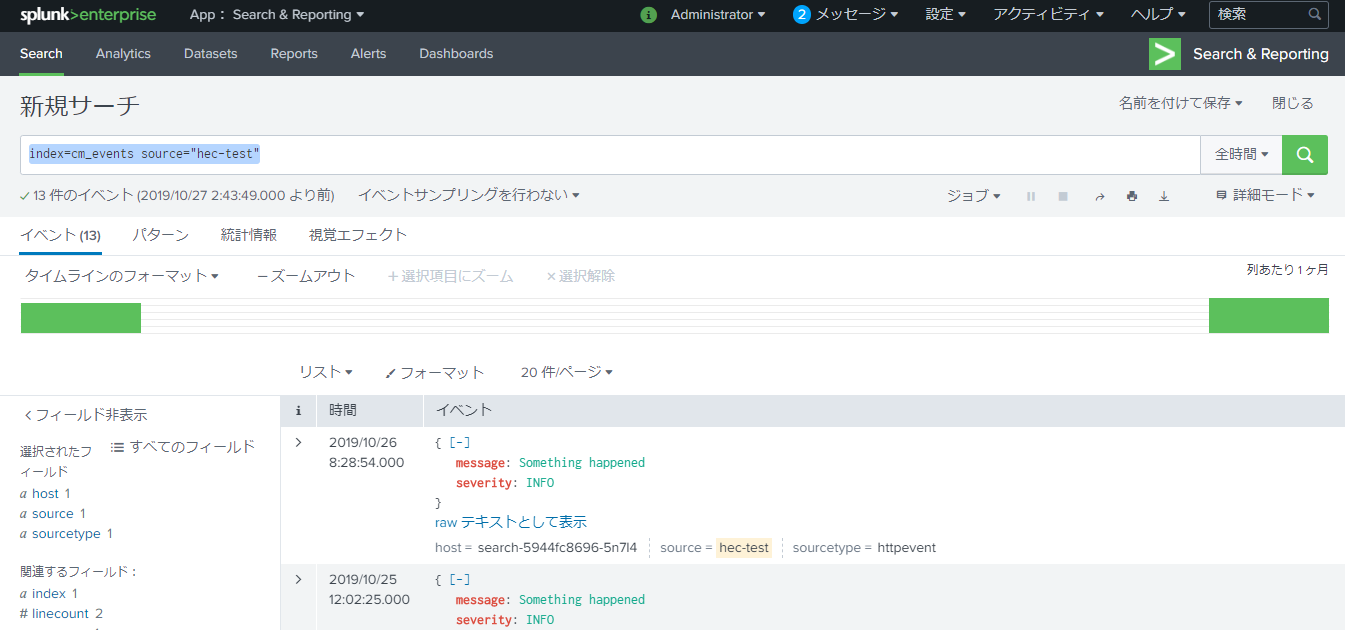 splunk>enterprise App： Search & Reporting ▾ i Administrator ▾ 2 メッセージ ▾ 設定 ▾ アクティビティ ▾ ヘルプ ▾ 検索
Search Analytics Datasets Reports Alerts Dashboards Search & Reporting
新規サーチ 名前を付けて保存 ▾ 閉じる
index=cm_events source="hec-test" 全時間 ▾
✓ 13 件のイベント (2019/10/27 2:43:49.000 より前) イベントサンプリングを行わない ▾ ジョブ ▾ 詳細モード ▾
イベント (13) パターン 統計情報 視覚エフェクト
タイムラインのフォーマット ▾ – ズームアウト + 選択項目にズーム × 選択解除 列あたり 1 ヶ月
リスト ▾ フォーマット 20 件/ページ ▾
< フィールド非表示 すべてのフィールド
選択されたフィールド
a host 1
a source 1
a sourcetype 1
関連するフィールド：
a index 1
# linecount 2
i 時間 イベント
> 2019/10/26 8:28:54.000 { [-]
message: Something happened
severity: INFO
}
raw テキストとして表示
host = search-5944fc8696-5n7l4 source = hec-test sourcetype = httpevent
> 2019/10/25 12:02:25.000 { [-]
message: Something happened
severity: INFO